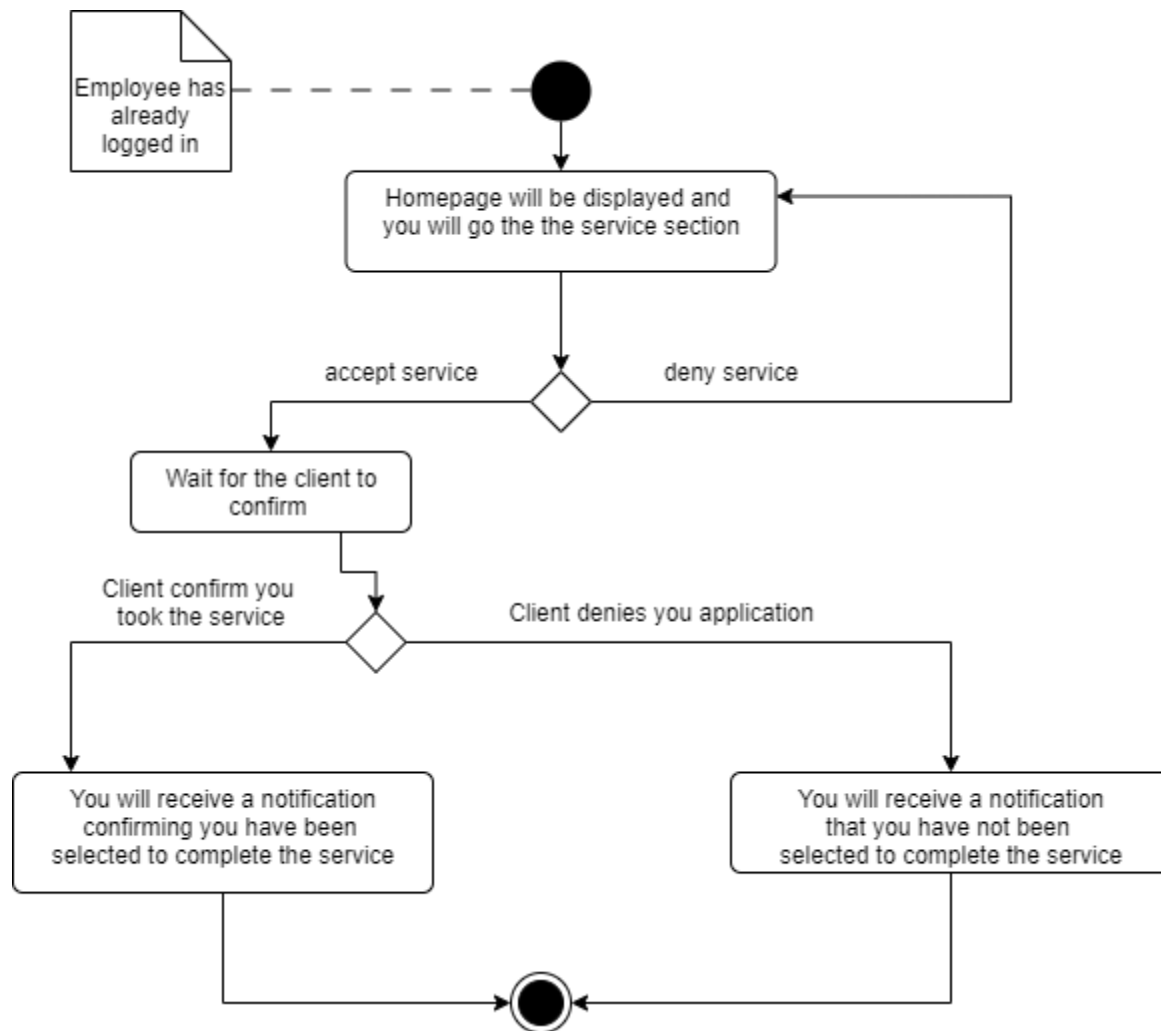 Employee has
already
logged in
Homepage will be displayed and
you will go the the service section
accept service
deny service
Wait for the client to
confirm
Client confirm you
took the service
Client denies you application
You will receive a notification
confirming you have been
selected to complete the service
You will receive a notification
that you have not been
selected to complete the service